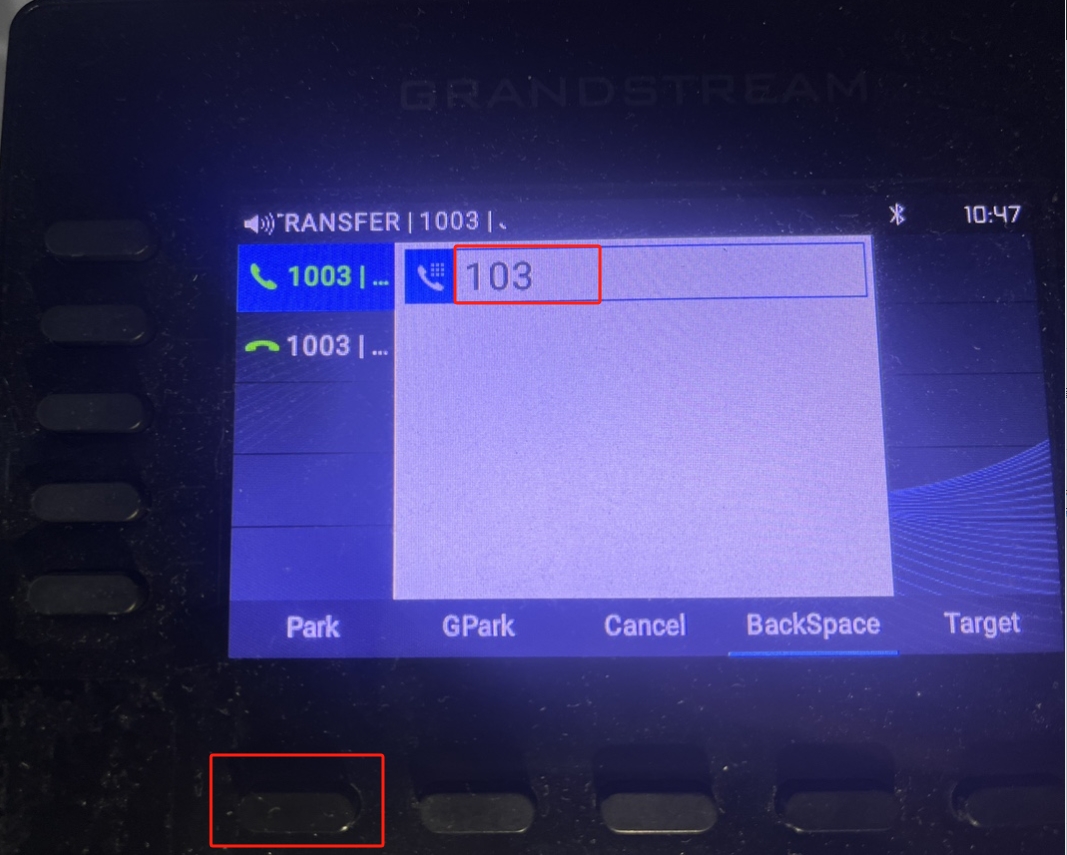 GRANDSTREAM
RANSFER | 1003 |
10:47
1003 | ...
103
1003 | ...
Park GPark Cancel BackSpace Target